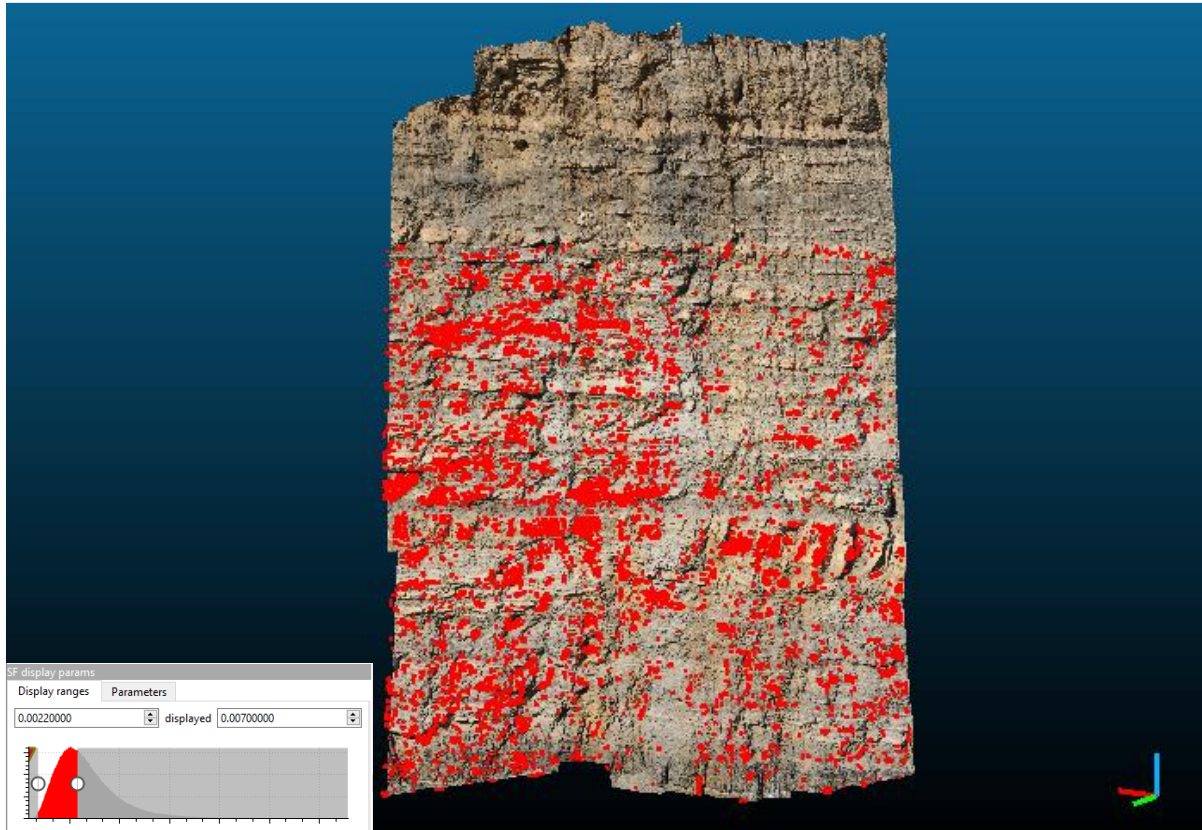 SF display params
Display ranges Parameters
0.00220000 displayed 0.00700000